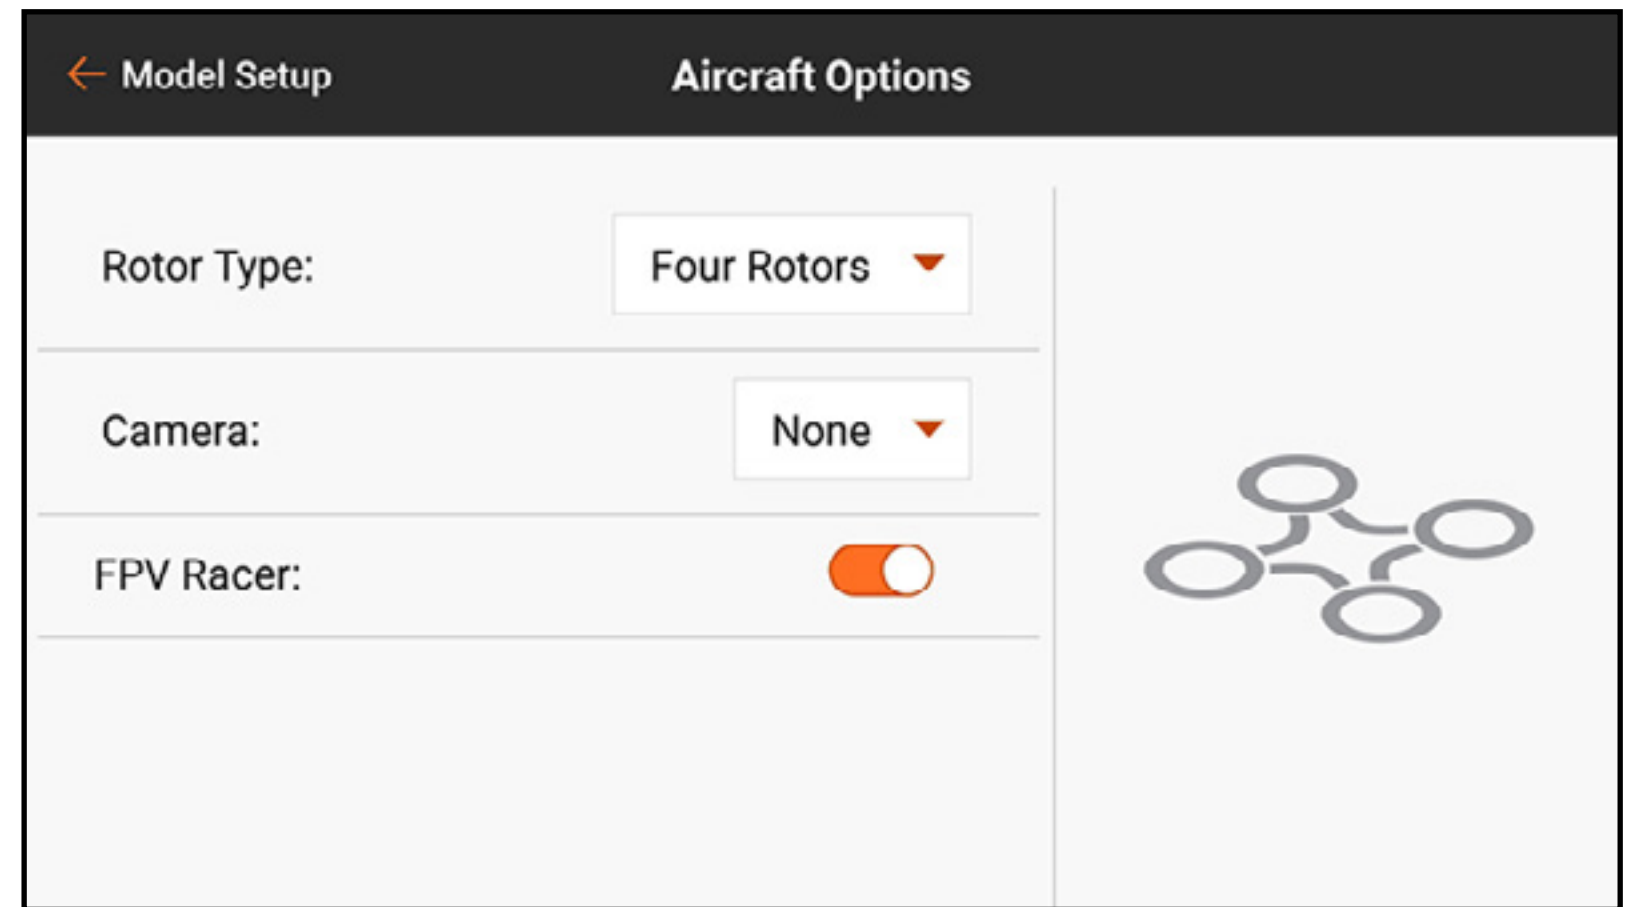 Model Setup
Aircraft Options
Rotor Type:
Four Rotors
Camera:
None
FPV Racer: